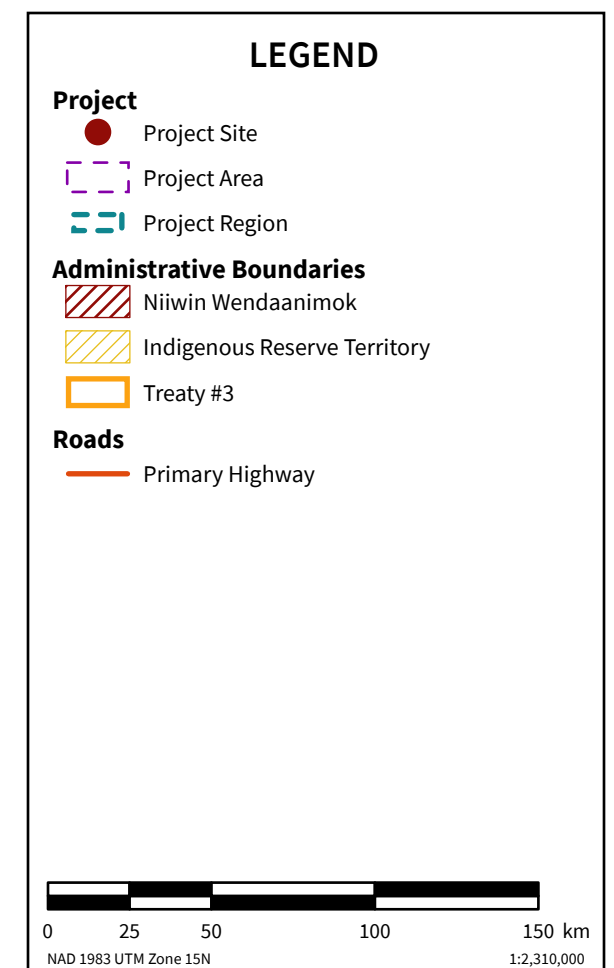 LEGEND
Project
Project Site
Project Area
Project Region
Administrative Boundaries
Niiwin Wendaanimok
Indigenous Reserve Territory
Treaty #3
Roads
Primary Highway
0 25 50 100 150 km
NAD 1983 UTM Zone 15N 1:2,310,000